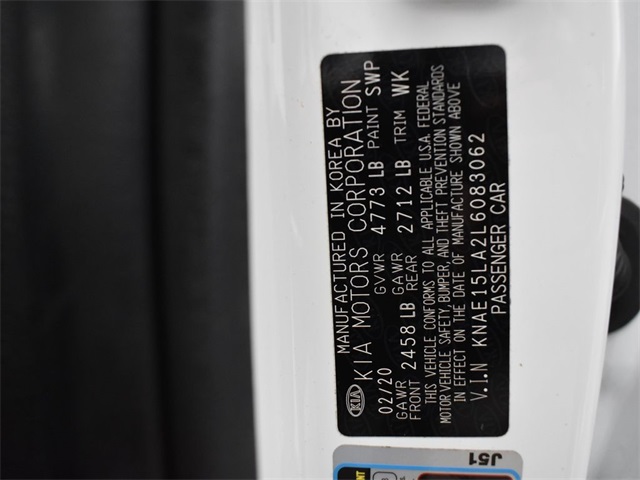 MANUFACTURED IN KOREA BY
KIA KIA MOTORS CORPORATION
02/20 GVWR 4773 LB PAINT SWP
GAWR FRONT 2458 LB GAWR REAR 2712 LB TRIM WK
THIS VEHICLE CONFORMS TO ALL APPLICABLE U.S.A. FEDERAL
MOTOR VEHICLE SAFETY, BUMPER, AND THEFT PREVENTION STANDARDS
IN EFFECT ON THE DATE OF MANUFACTURE SHOWN ABOVE
V.I.N KNAE15LA2L6083062
PASSENGER CAR
J51